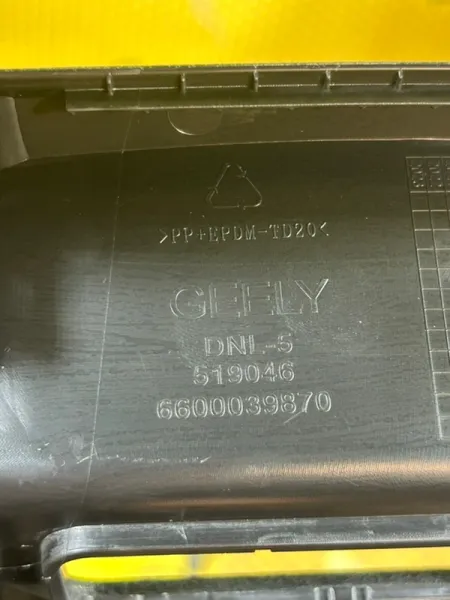 >PP+EPDM-TD20<
GEELY
DNL-5
519046
6600039870